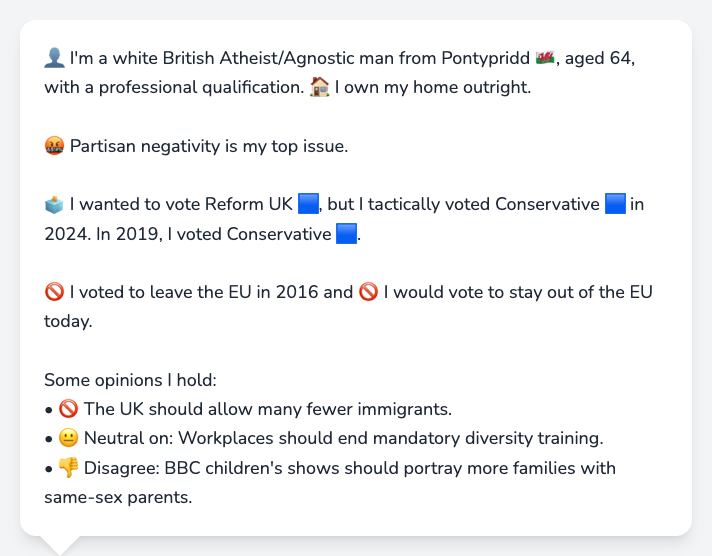 👤 I'm a white British Atheist/Agnostic man from Pontypridd 🏴󠁧󠁢󠁷󠁬󠁳󠁿, aged 64,
with a professional qualification. 🏠 I own my home outright.
🤬 Partisan negativity is my top issue.
🗳️ I wanted to vote Reform UK 🟦, but I tactically voted Conservative 🟦 in
2024. In 2019, I voted Conservative 🟦.
🚫 I voted to leave the EU in 2016 and 🚫 I would vote to stay out of the EU
today.
Some opinions I hold:
• 🚫 The UK should allow many fewer immigrants.
• 😐 Neutral on: Workplaces should end mandatory diversity training.
• 👎 Disagree: BBC children's shows should portray more families with
same-sex parents.